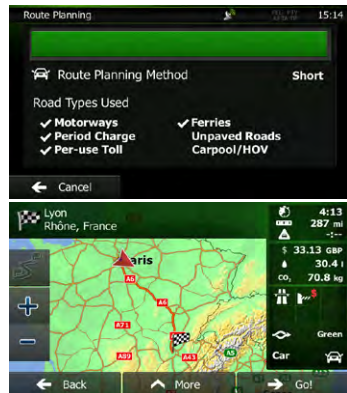 Route Planning 15:14
Route Planning Method Short
Road Types Used
Motorways Ferries
Period Charge Unpaved Roads
Per-use Toll Carpool/HOV
Cancel
Lyon 4:13
Rhône, France 287 mi
-:--
$ 33.13 GBP
aris
30.4 l
A6
CO₂ 70.8 kg
A6
A71
Green
A89 A43 A5
Car
Back More Go!